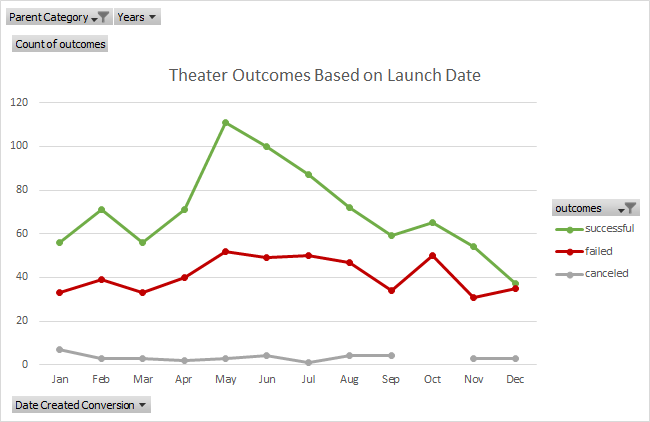 Parent Category Years
Count of outcomes
Theater Outcomes Based on Launch Date
120
100
80
60
40
20
0
Jan Feb Mar Apr May Jun Jul Aug Sep Oct Nov Dec
outcomes
successful
failed
canceled
Date Created Conversion